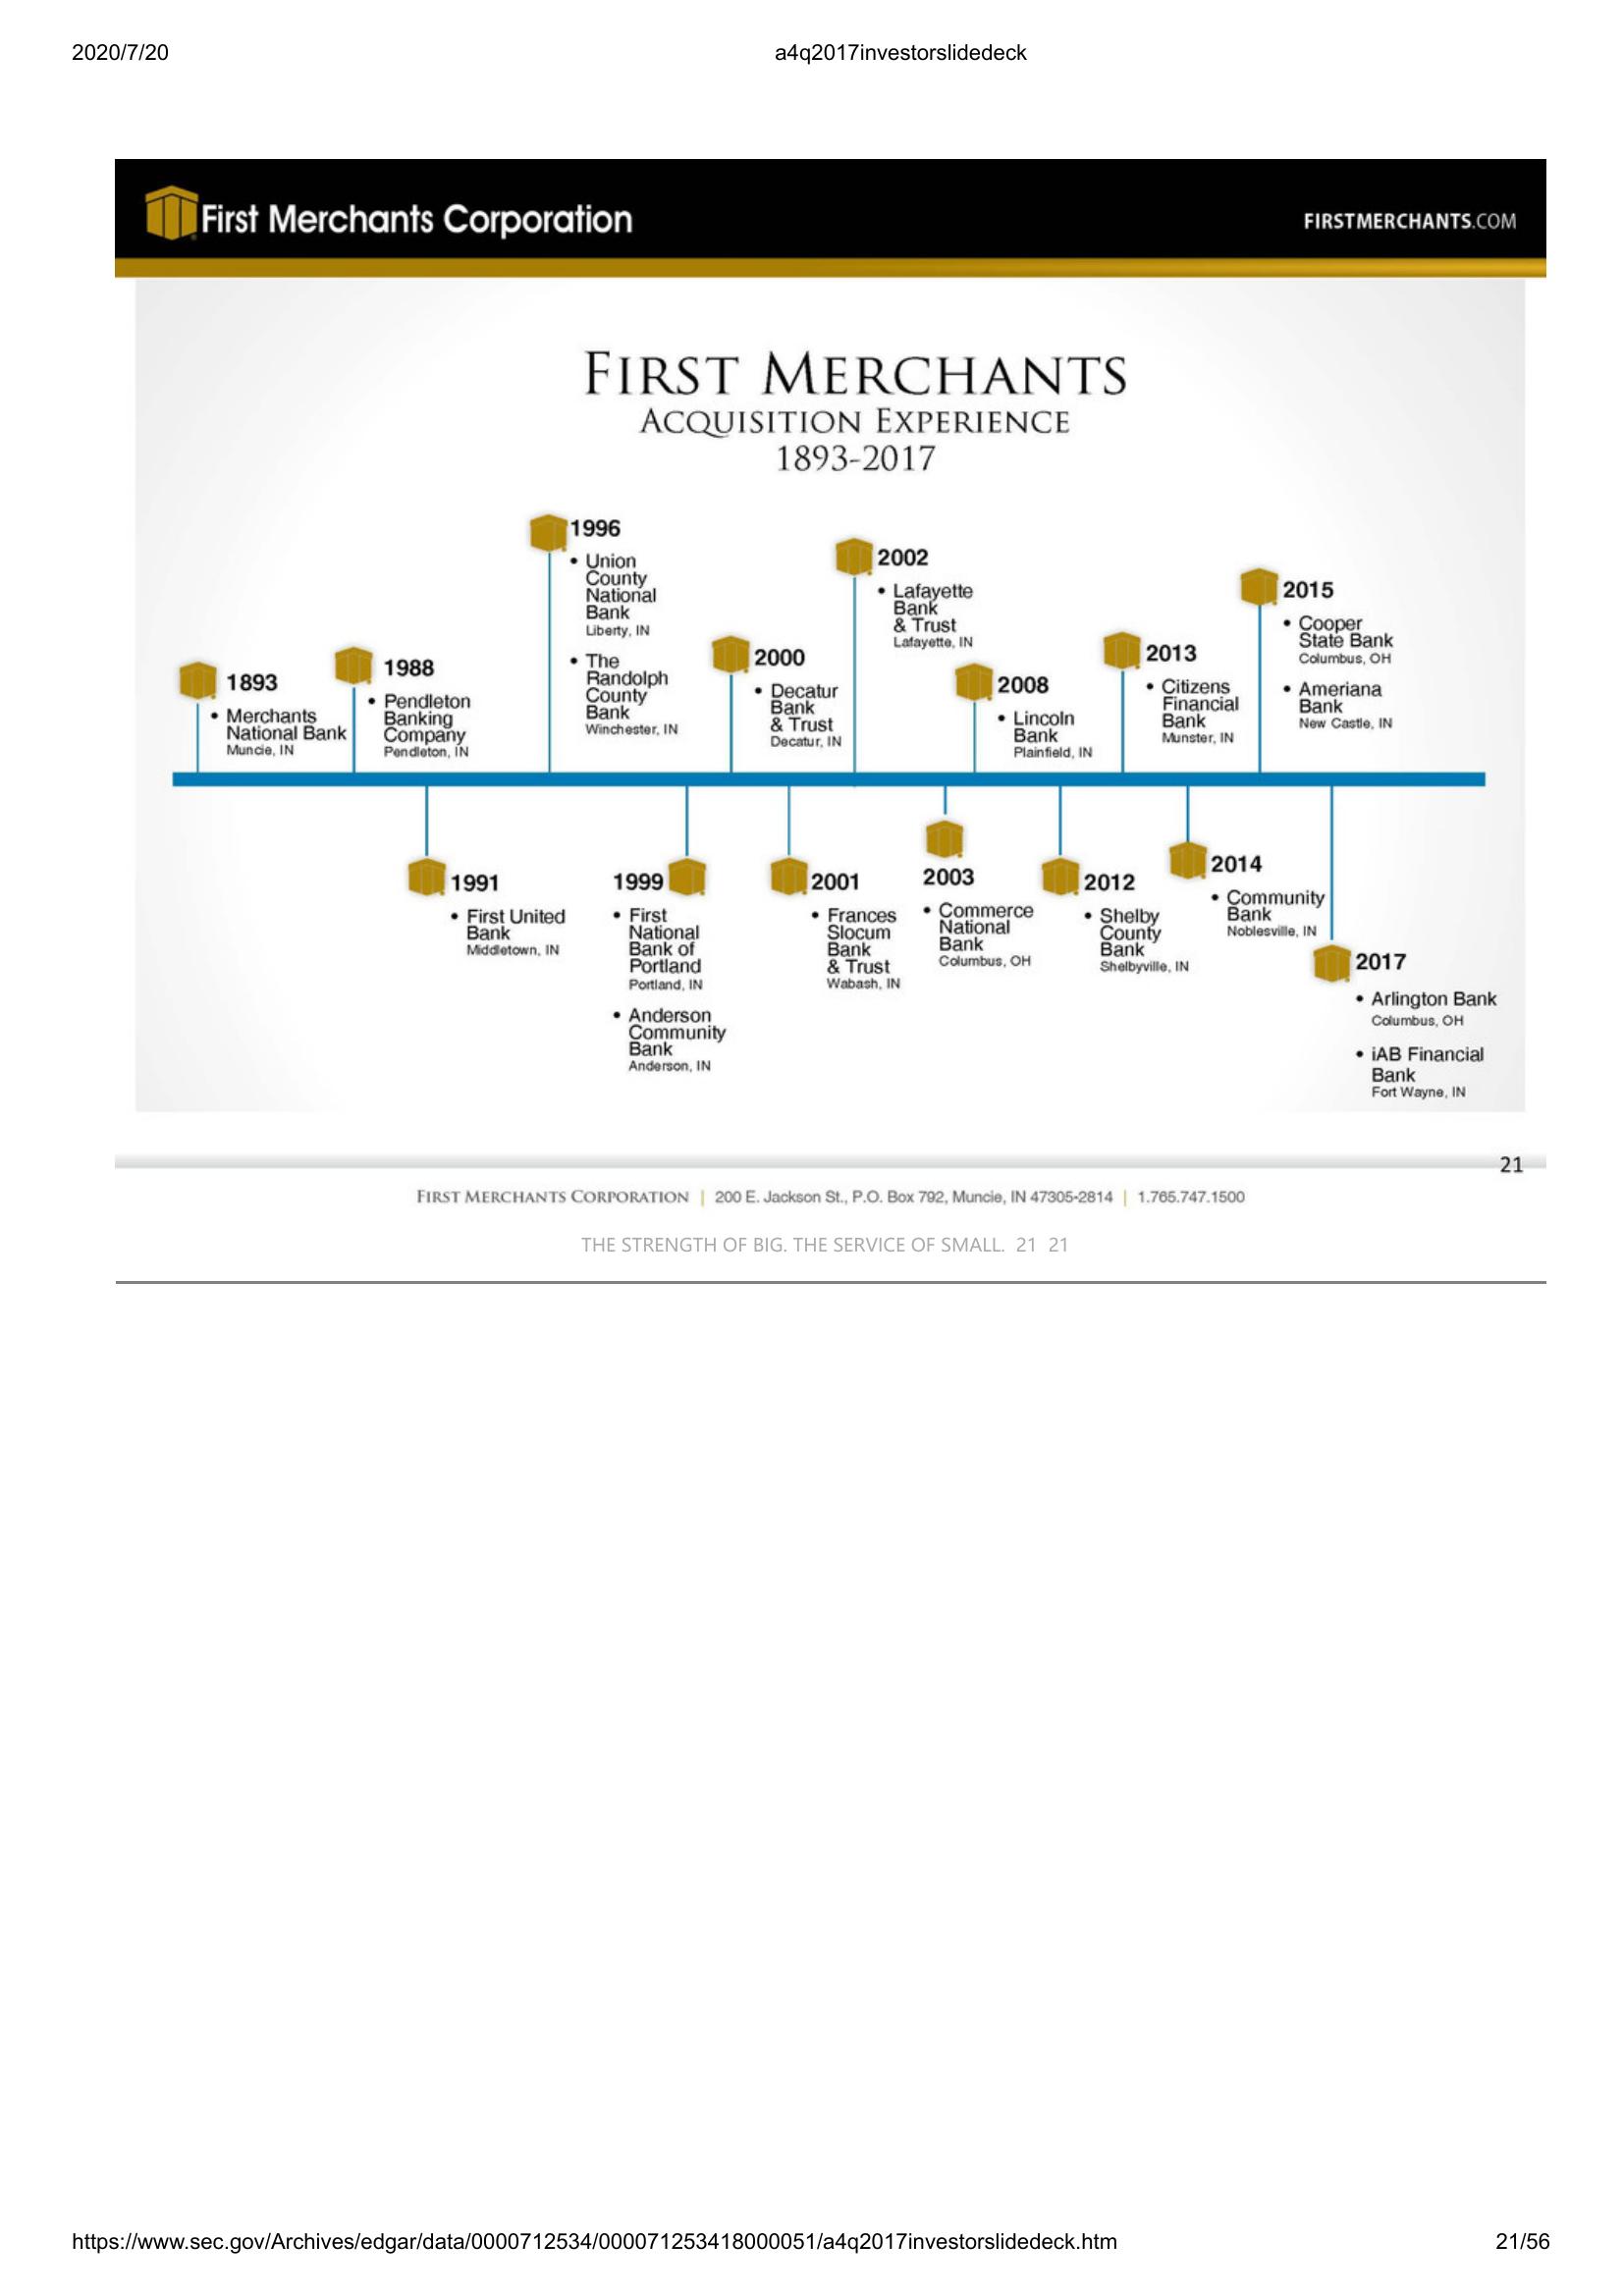 2020/7/20
a4q2017investorslidedeck
First Merchants Corporation
FIRSTMERCHANTS.COM
FIRST MERCHANTS
ACQUISITION EXPERIENCE
1893-2017
1893
• Merchants
National Bank
Muncie, IN
1988
• Pendleton
Banking
Company
Pendleton, IN
1991
• First United
Bank
Middletown, IN
1996
• Union
County
National
Bank
Liberty, IN
• The
Randolph
County
Bank
Winchester, IN
1999
• First
National
Bank of
Portland
Portland, IN
• Anderson
Community
Bank
Anderson, IN
2000
• Decatur
Bank
& Trust
Decatur, IN
2001
• Frances
Slocum
Bank
& Trust
Wabash, IN
2002
• Lafayette
Bank
& Trust
Lafayette, IN
2003
• Commerce
National
Bank
Columbus, OH
2008
• Lincoln
Bank
Plainfield, IN
2012
• Shelby
County
Bank
Shelbyville, IN
2013
• Citizens
Financial
Bank
Munster, IN
2014
• Community
Bank
Noblesville, IN
2015
• Cooper
State Bank
Columbus, OH
• Ameriana
Bank
New Castle, IN
2017
• Arlington Bank
Columbus, OH
• iAB Financial
Bank
Fort Wayne, IN
21
FIRST MERCHANTS CORPORATION | 200 E. Jackson St., P.O. Box 792, Muncie, IN 47305-2814 | 1.765.747.1500
THE STRENGTH OF BIG. THE SERVICE OF SMALL. 21 21
https://www.sec.gov/Archives/edgar/data/0000712534/000071253418000051/a4q2017investorslidedeck.htm
21/56